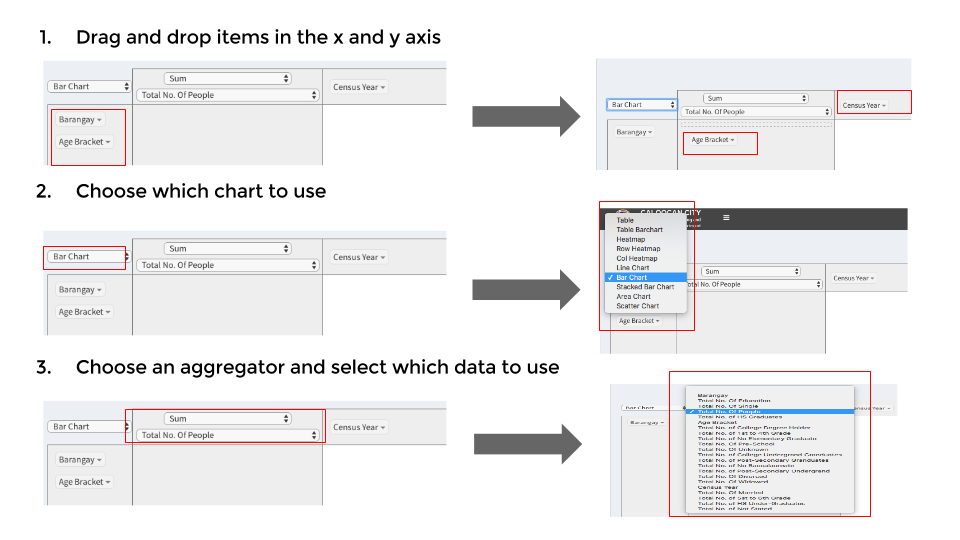 1. Drag and drop items in the x and y axis
Bar Chart
Sum
Total No. Of People
Census Year
Barangay
Age Bracket
Bar Chart
Sum
Total No. Of People
Census Year
Barangay
Age Bracket
2. Choose which chart to use
Bar Chart
Sum
Total No. Of People
Census Year
Barangay
Age Bracket
CALOOCAN CITY
Table
Table Barchart
Heatmap
Row Heatmap
Col Heatmap
Line Chart
✓ Bar Chart
Stacked Bar Chart
Area Chart
Scatter Chart
Sum
otal No. Of People
Census Year
Age Bracket
3. Choose an aggregator and select which data to use
Bar Chart
Sum
Total No. Of People
Census Year
Barangay
Age Bracket
Bar Chart
Barangay
Barangay
Total No. Of Education
Total No. Of Single
✓ Total No. Of People
Total No. of HS Graduates
Age Bracket
Total No. of College Degree Holder
Total No. of 1st to 4th Grade
Total No. of No Elementary Graduate
Total No. Of Pre-School
Total No. Of Unknown
Total No. of College Undergrand Granduates
Total No. of Post-Secondary Granduates
Total No. of No Baccalaureate
Total No. of Post-Secondary Undergrand
Total No. Of Divorced
Total No. Of Widowed
Census Year
Total No. Of Married
Total No. of 5st to 6th Grade
Total No. of HS Under-Graduates
Total No. of Not Stated
ensus Year